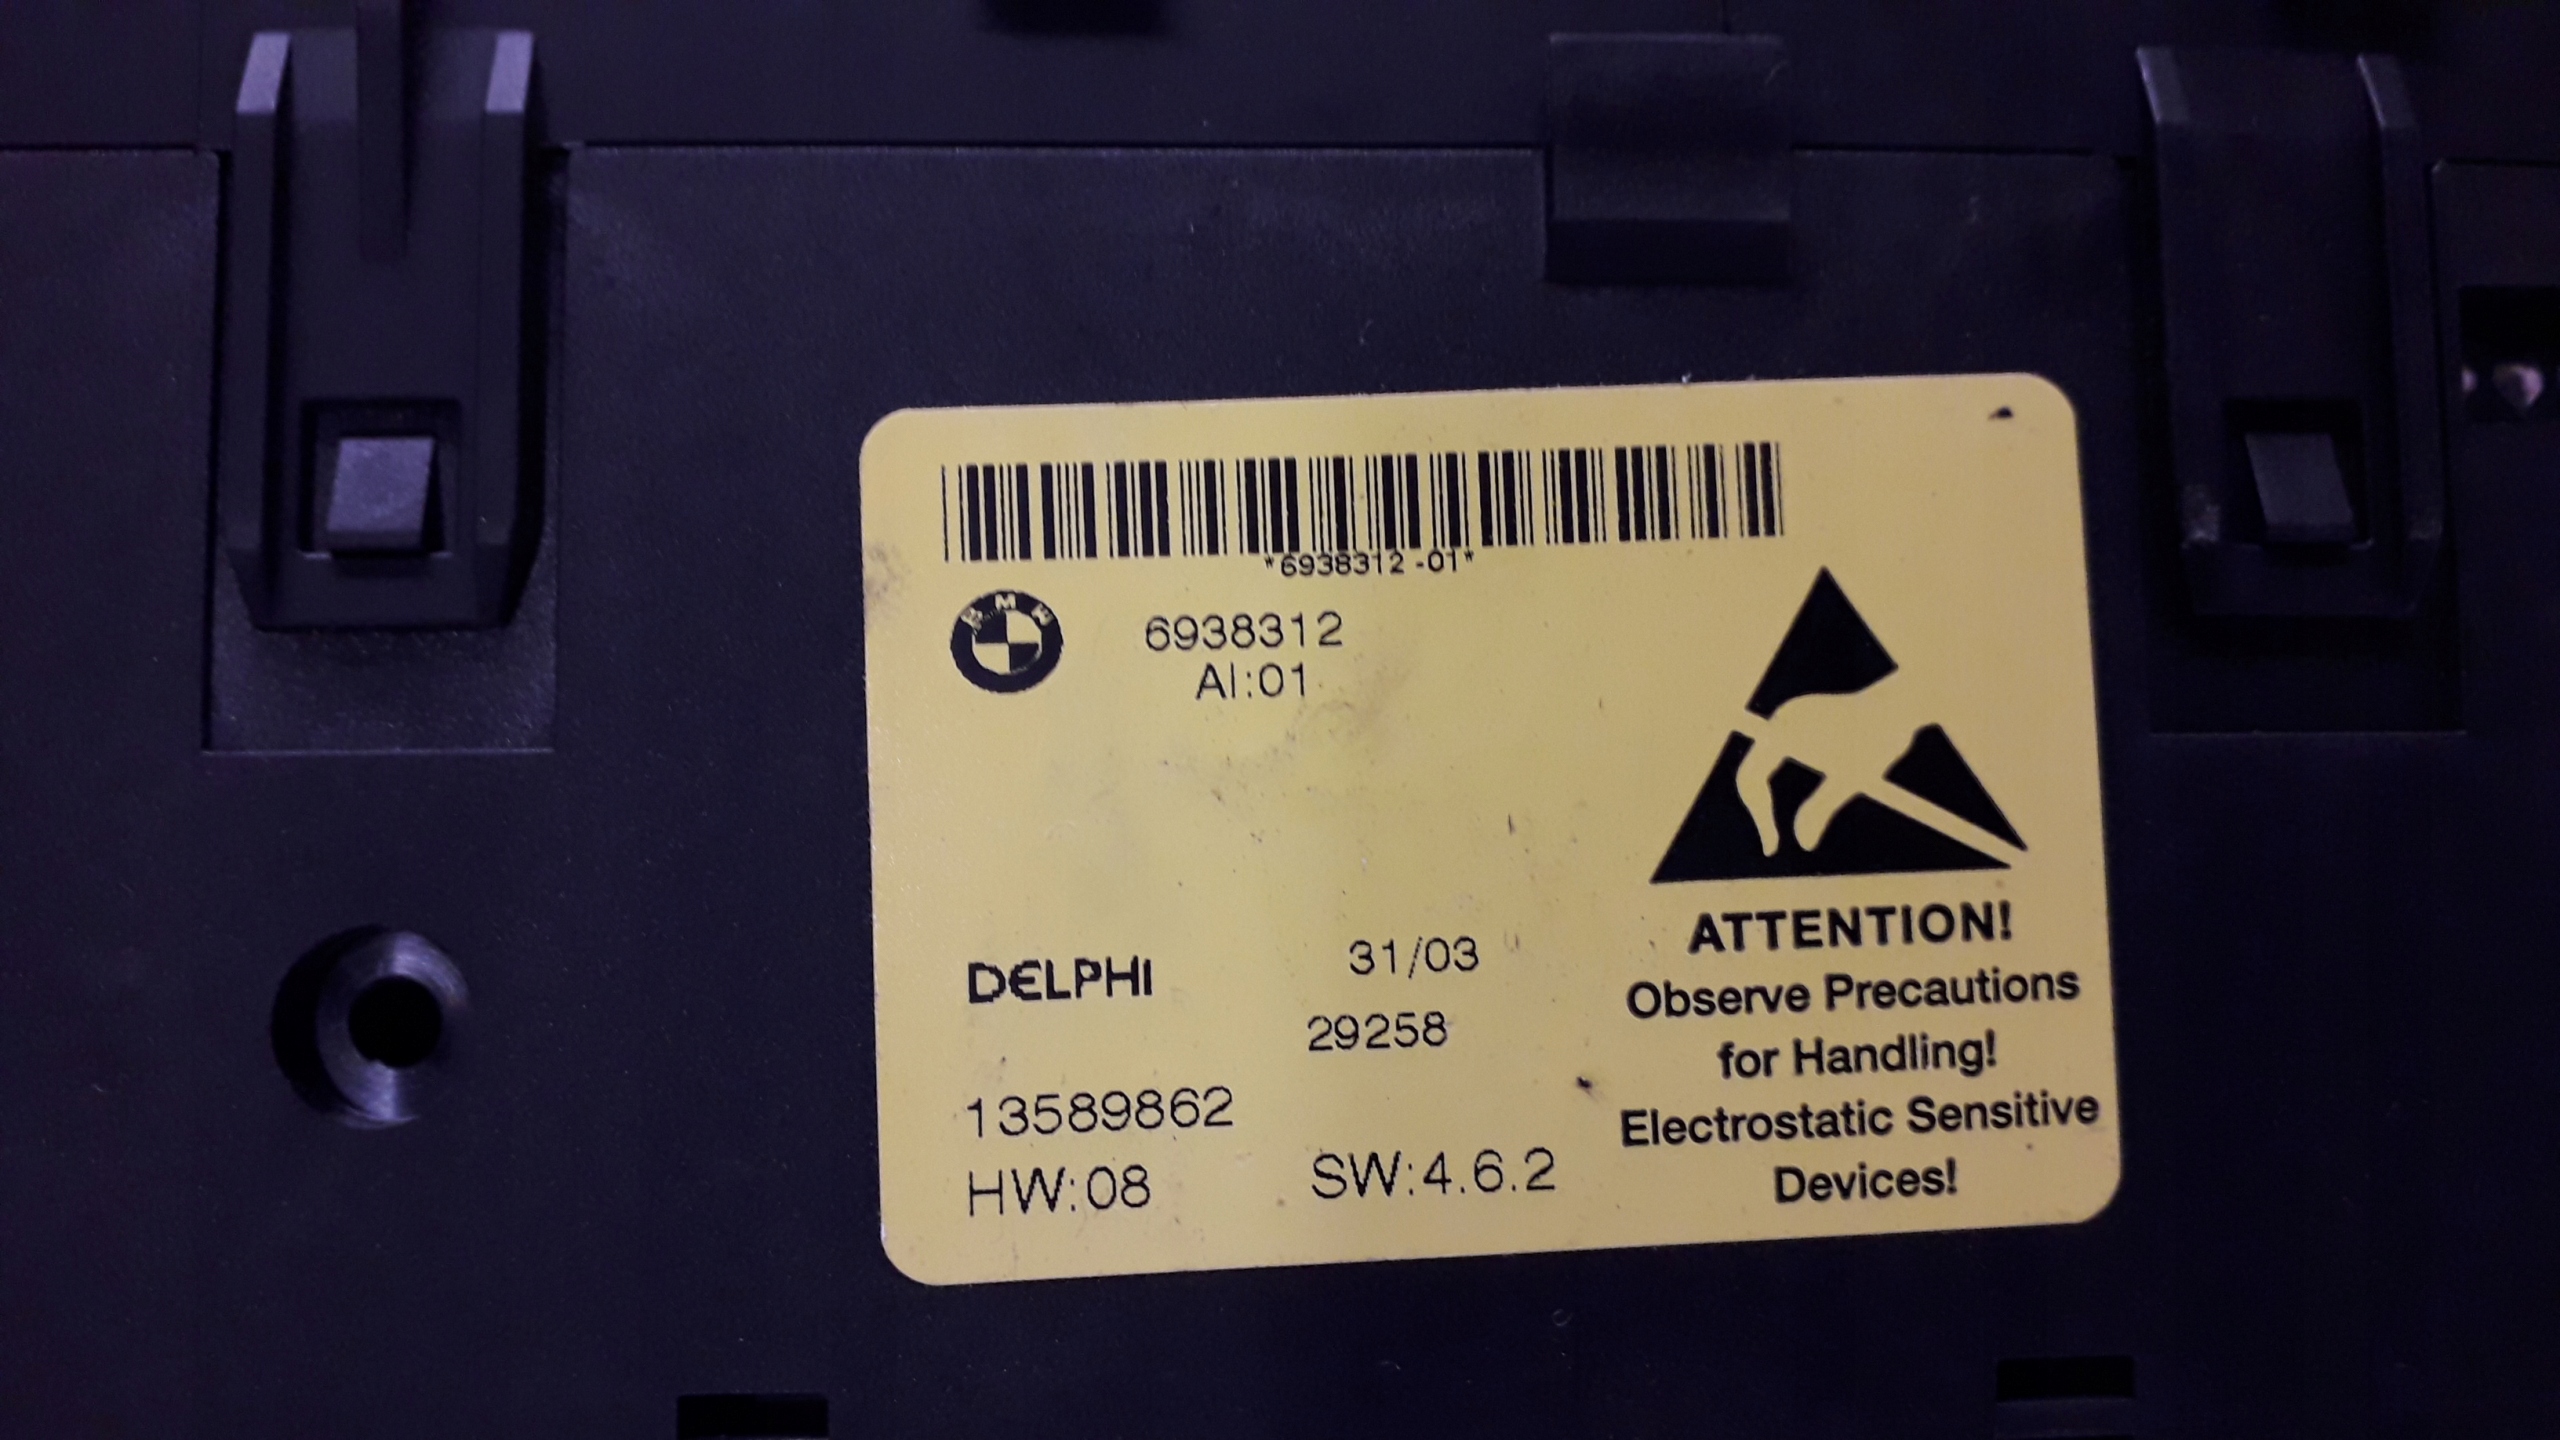 *6938312-01*
BMW
6938312
AI:01
DELPHI
31/03
29258
13589862
HW:08
SW:4.6.2
ATTENTION!
Observe Precautions
for Handling!
Electrostatic Sensitive
Devices!